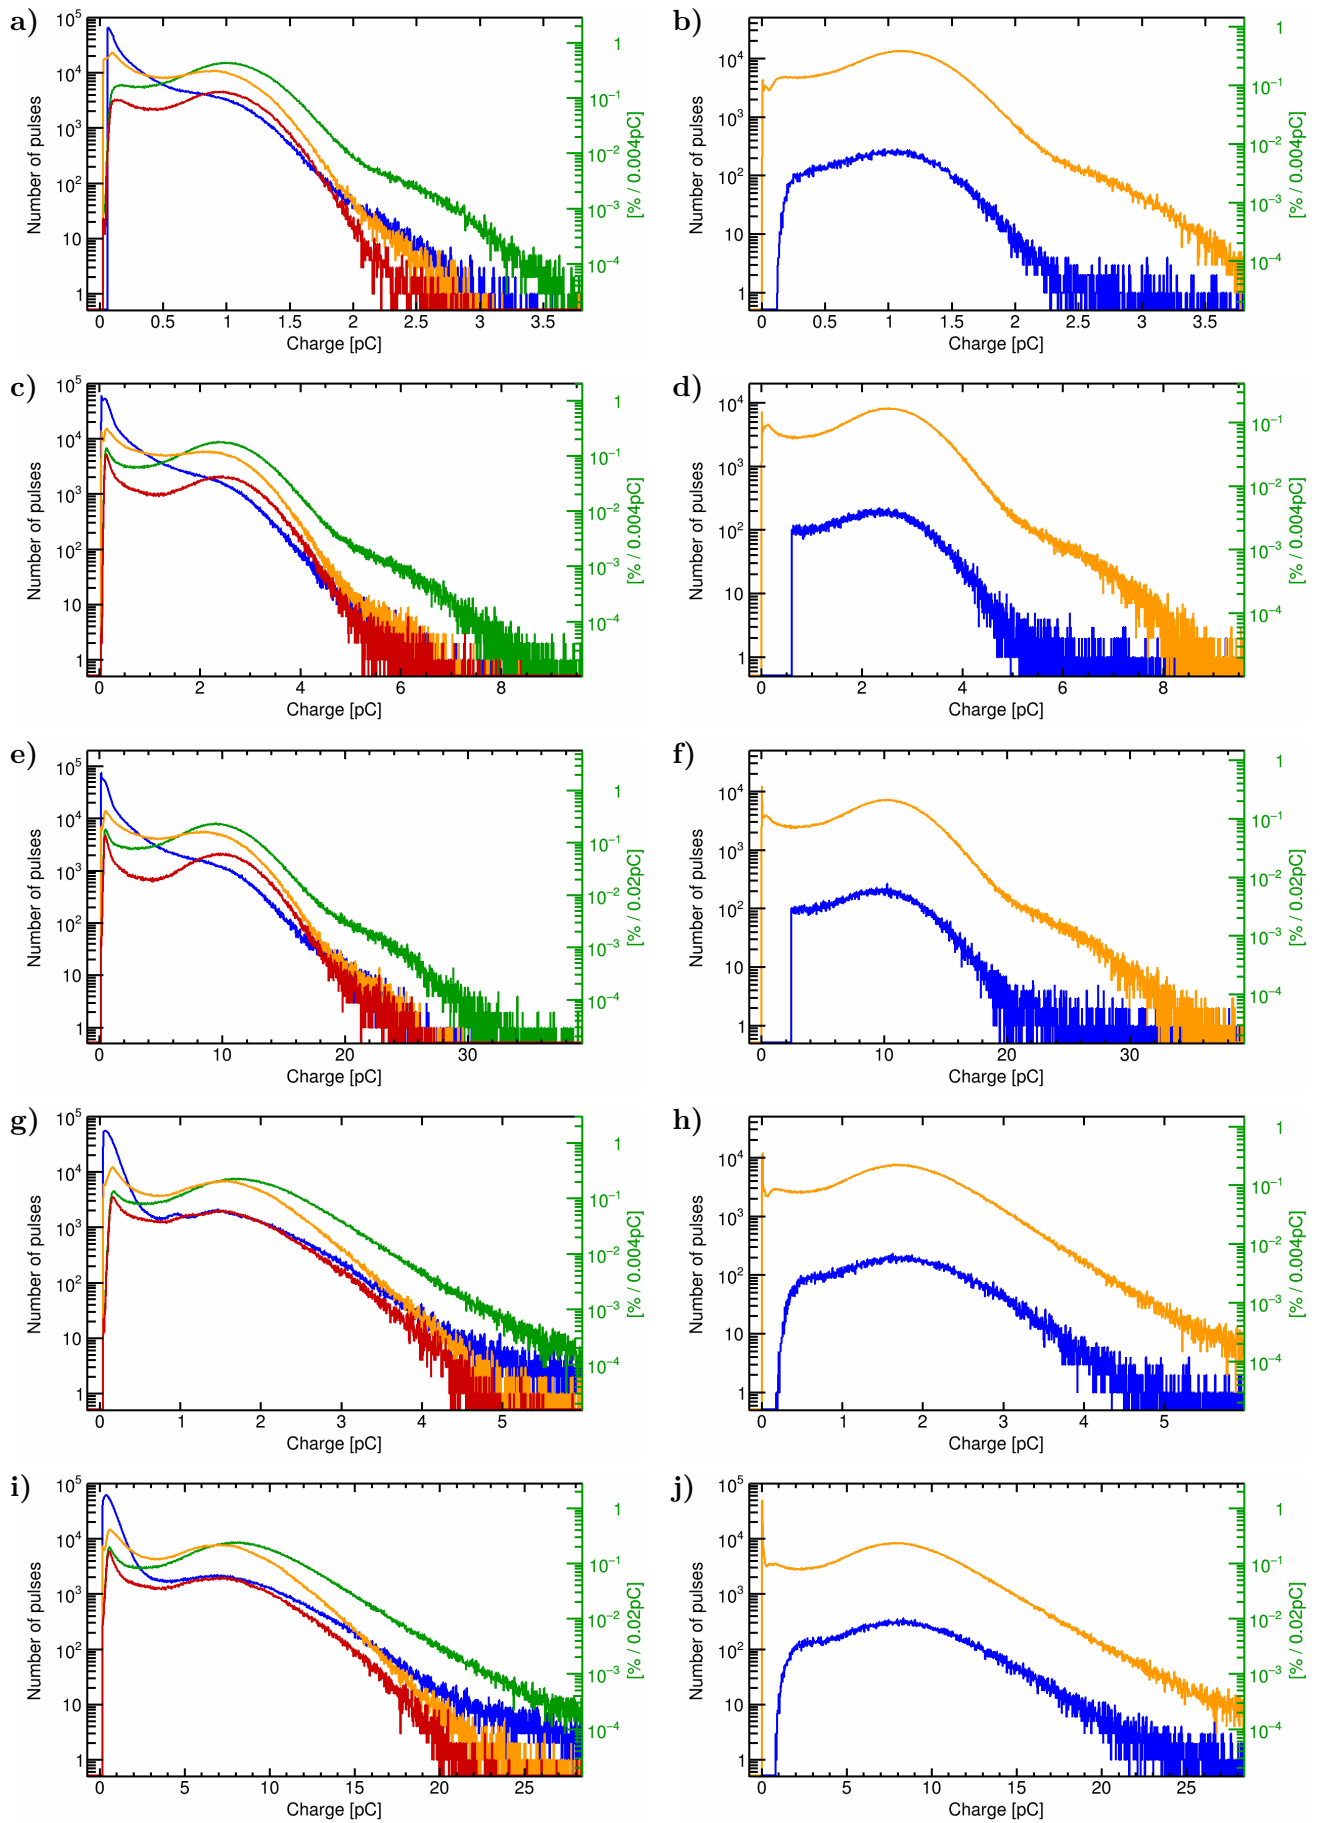 a)
10^5
10^4
10^3
10^2
10
1
Number of pulses
0 0.5 1 1.5 2 2.5 3 3.5
Charge [pC]
1
10^-1
10^-2
10^-3
10^-4
[% / 0.004pC]
b)
10^4
10^3
10^2
10
1
Number of pulses
0 0.5 1 1.5 2 2.5 3 3.5
Charge [pC]
1
10^-1
10^-2
10^-3
10^-4
[% / 0.004pC]
c)
10^5
10^4
10^3
10^2
10
1
Number of pulses
0 2 4 6 8
Charge [pC]
1
10^-1
10^-2
10^-3
10^-4
[% / 0.004pC]
d)
10^4
10^3
10^2
10
1
Number of pulses
0 2 4 6 8
Charge [pC]
1
10^-1
10^-2
10^-3
10^-4
[% / 0.004pC]
e)
10^5
10^4
10^3
10^2
10
1
Number of pulses
0 10 20 30
Charge [pC]
1
10^-1
10^-2
10^-3
10^-4
[% / 0.02pC]
f)
10^4
10^3
10^2
10
1
Number of pulses
0 10 20 30
Charge [pC]
1
10^-1
10^-2
10^-3
10^-4
[% / 0.02pC]
g)
10^5
10^4
10^3
10^2
10
1
Number of pulses
0 1 2 3 4 5
Charge [pC]
1
10^-1
10^-2
10^-3
10^-4
[% / 0.004pC]
h)
10^4
10^3
10^2
10
1
Number of pulses
0 1 2 3 4 5
Charge [pC]
1
10^-1
10^-2
10^-3
10^-4
[% / 0.004pC]
i)
10^5
10^4
10^3
10^2
10
1
Number of pulses
0 5 10 15 20 25
Charge [pC]
1
10^-1
10^-2
10^-3
10^-4
[% / 0.02pC]
j)
10^5
10^4
10^3
10^2
10
1
Number of pulses
0 5 10 15 20 25
Charge [pC]
1
10^-1
10^-2
10^-3
10^-4
[% / 0.02pC]